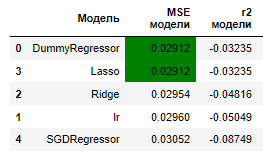 Модель MSE модели r2 модели
0 DummyRegressor 0.02912 -0.03235
3 Lasso 0.02912 -0.03235
2 Ridge 0.02954 -0.04816
1 lr 0.02960 -0.05049
4 SGDRegressor 0.03052 -0.08749